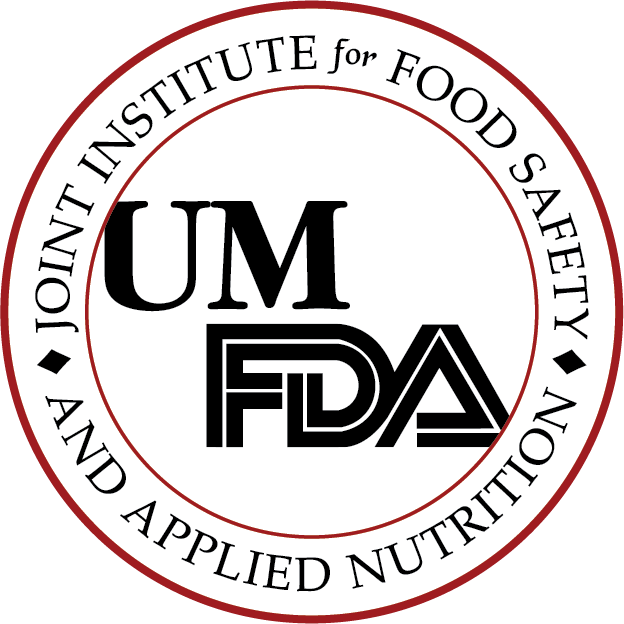 JOINT INSTITUTE for FOOD SAFETY
AND APPLIED NUTRITION
UM
FDA